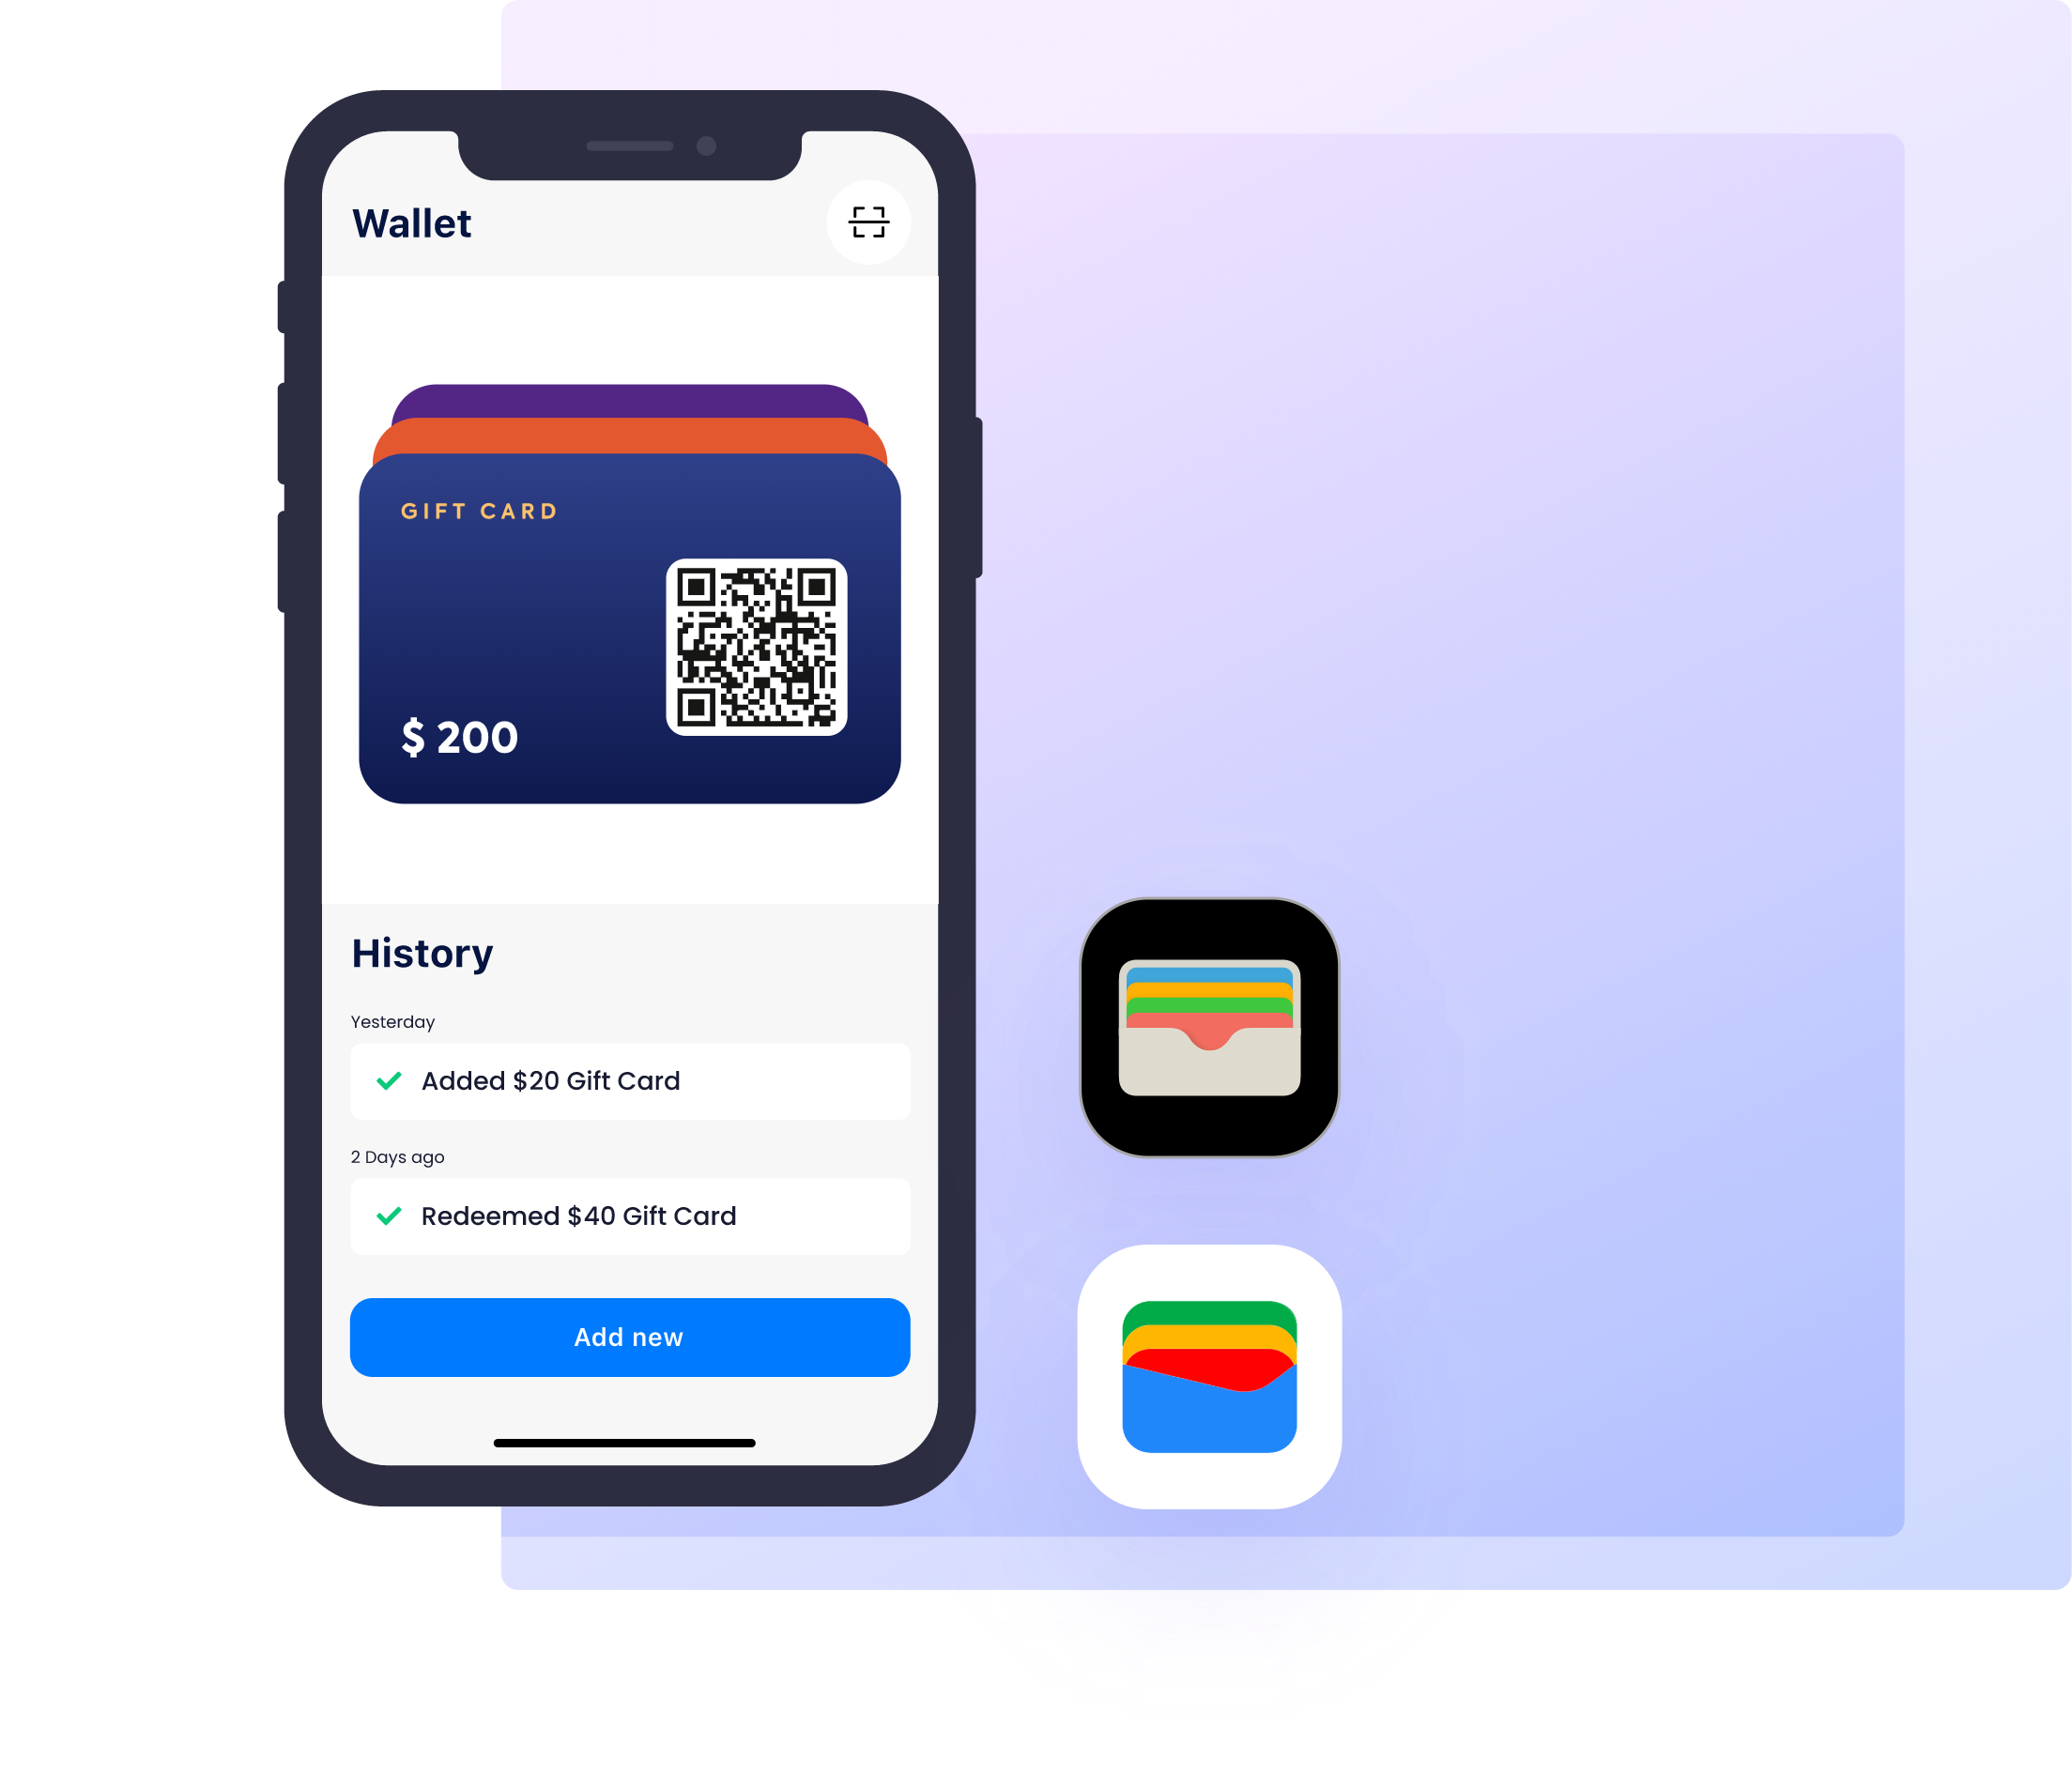 Wallet
GIFT CARD
$ 200
History
Yesterday
Added $20 Gift Card
2 Days ago
Redeemed $40 Gift Card
Add new